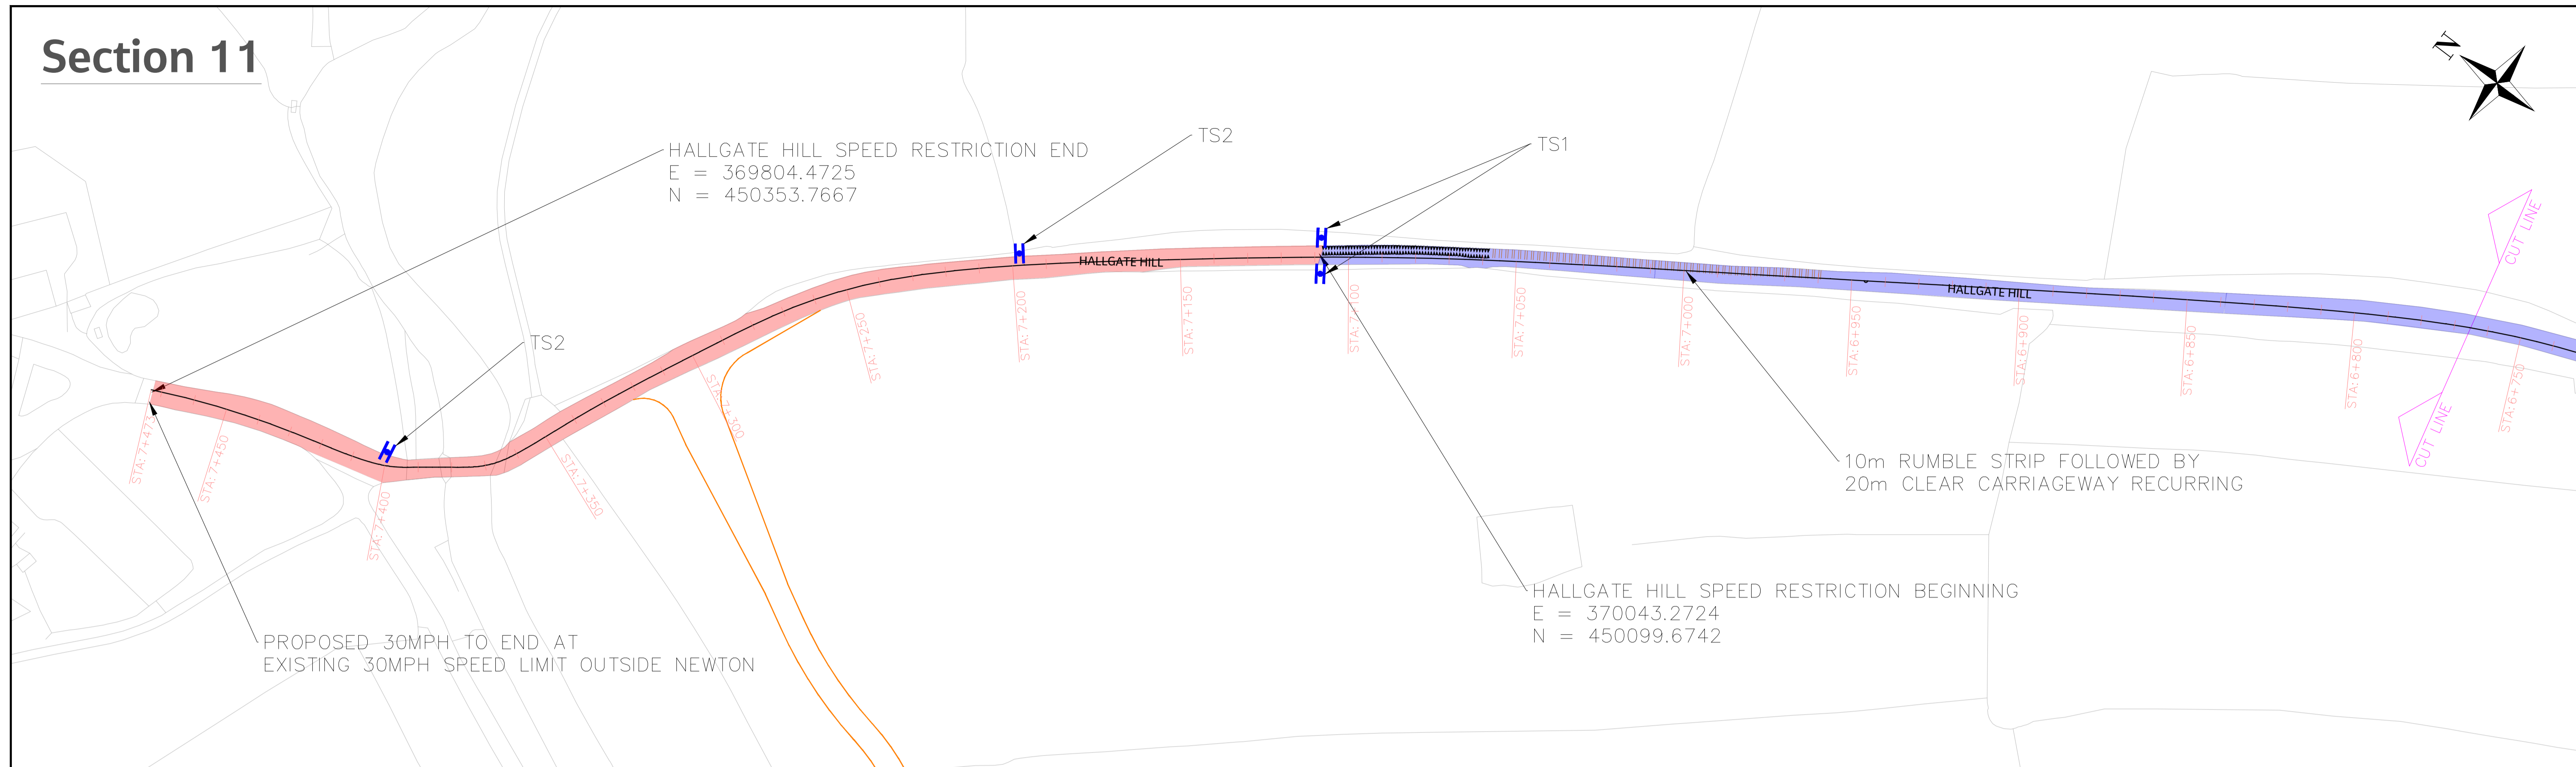 Section 11
N
HALLGATE HILL SPEED RESTRICTION END
E = 369804.4725
N = 450353.7667
TS2
TS1
TS2
HALLGATE HILL
HALLGATE HILL
STA: 7+473
STA: 7+450
STA: 7+400
STA: 7+350
STA: 7+300
STA: 7+250
STA: 7+200
STA: 7+150
STA: 7+100
STA: 7+050
STA: 7+000
STA: 6+950
STA: 6+900
STA: 6+850
STA: 6+800
STA: 6+750
CUT LINE
CUT LINE
10m RUMBLE STRIP FOLLOWED BY
20m CLEAR CARRIAGEWAY RECURRING
HALLGATE HILL SPEED RESTRICTION BEGINNING
E = 370043.2724
N = 450099.6742
PROPOSED 30MPH TO END AT
EXISTING 30MPH SPEED LIMIT OUTSIDE NEWTON